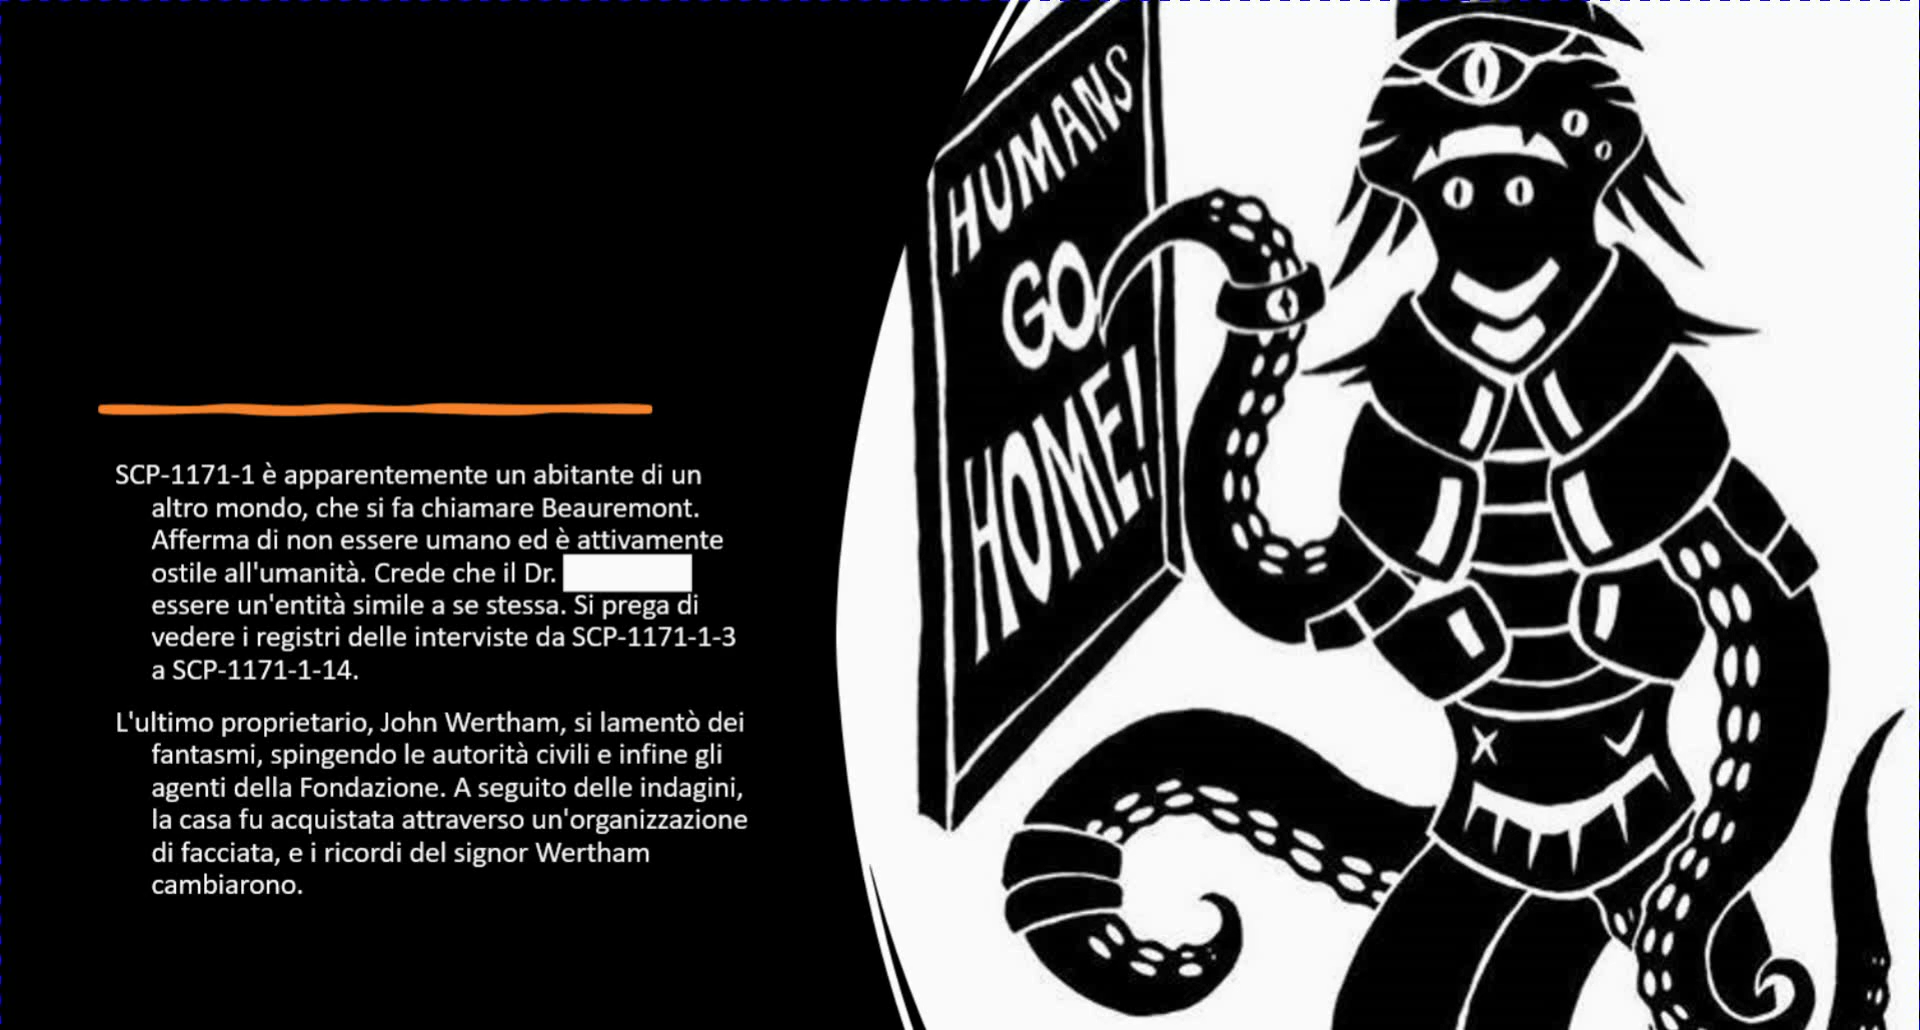 HUMANS
GO
HOME!
SCP-1171-1 è apparentemente un abitante di un
altro mondo, che si fa chiamare Beauremont.
Afferma di non essere umano ed è attivamente
ostile all'umanità. Crede che il Dr.
essere un'entità simile a se stessa. Si prega di
vedere i registri delle interviste da SCP-1171-1-3
a SCP-1171-1-14.
L'ultimo proprietario, John Wertham, si lamentò dei
fantasmi, spingendo le autorità civili e infine gli
agenti della Fondazione. A seguito delle indagini,
la casa fu acquistata attraverso un'organizzazione
di facciata, e i ricordi del signor Wertham
cambiarono.